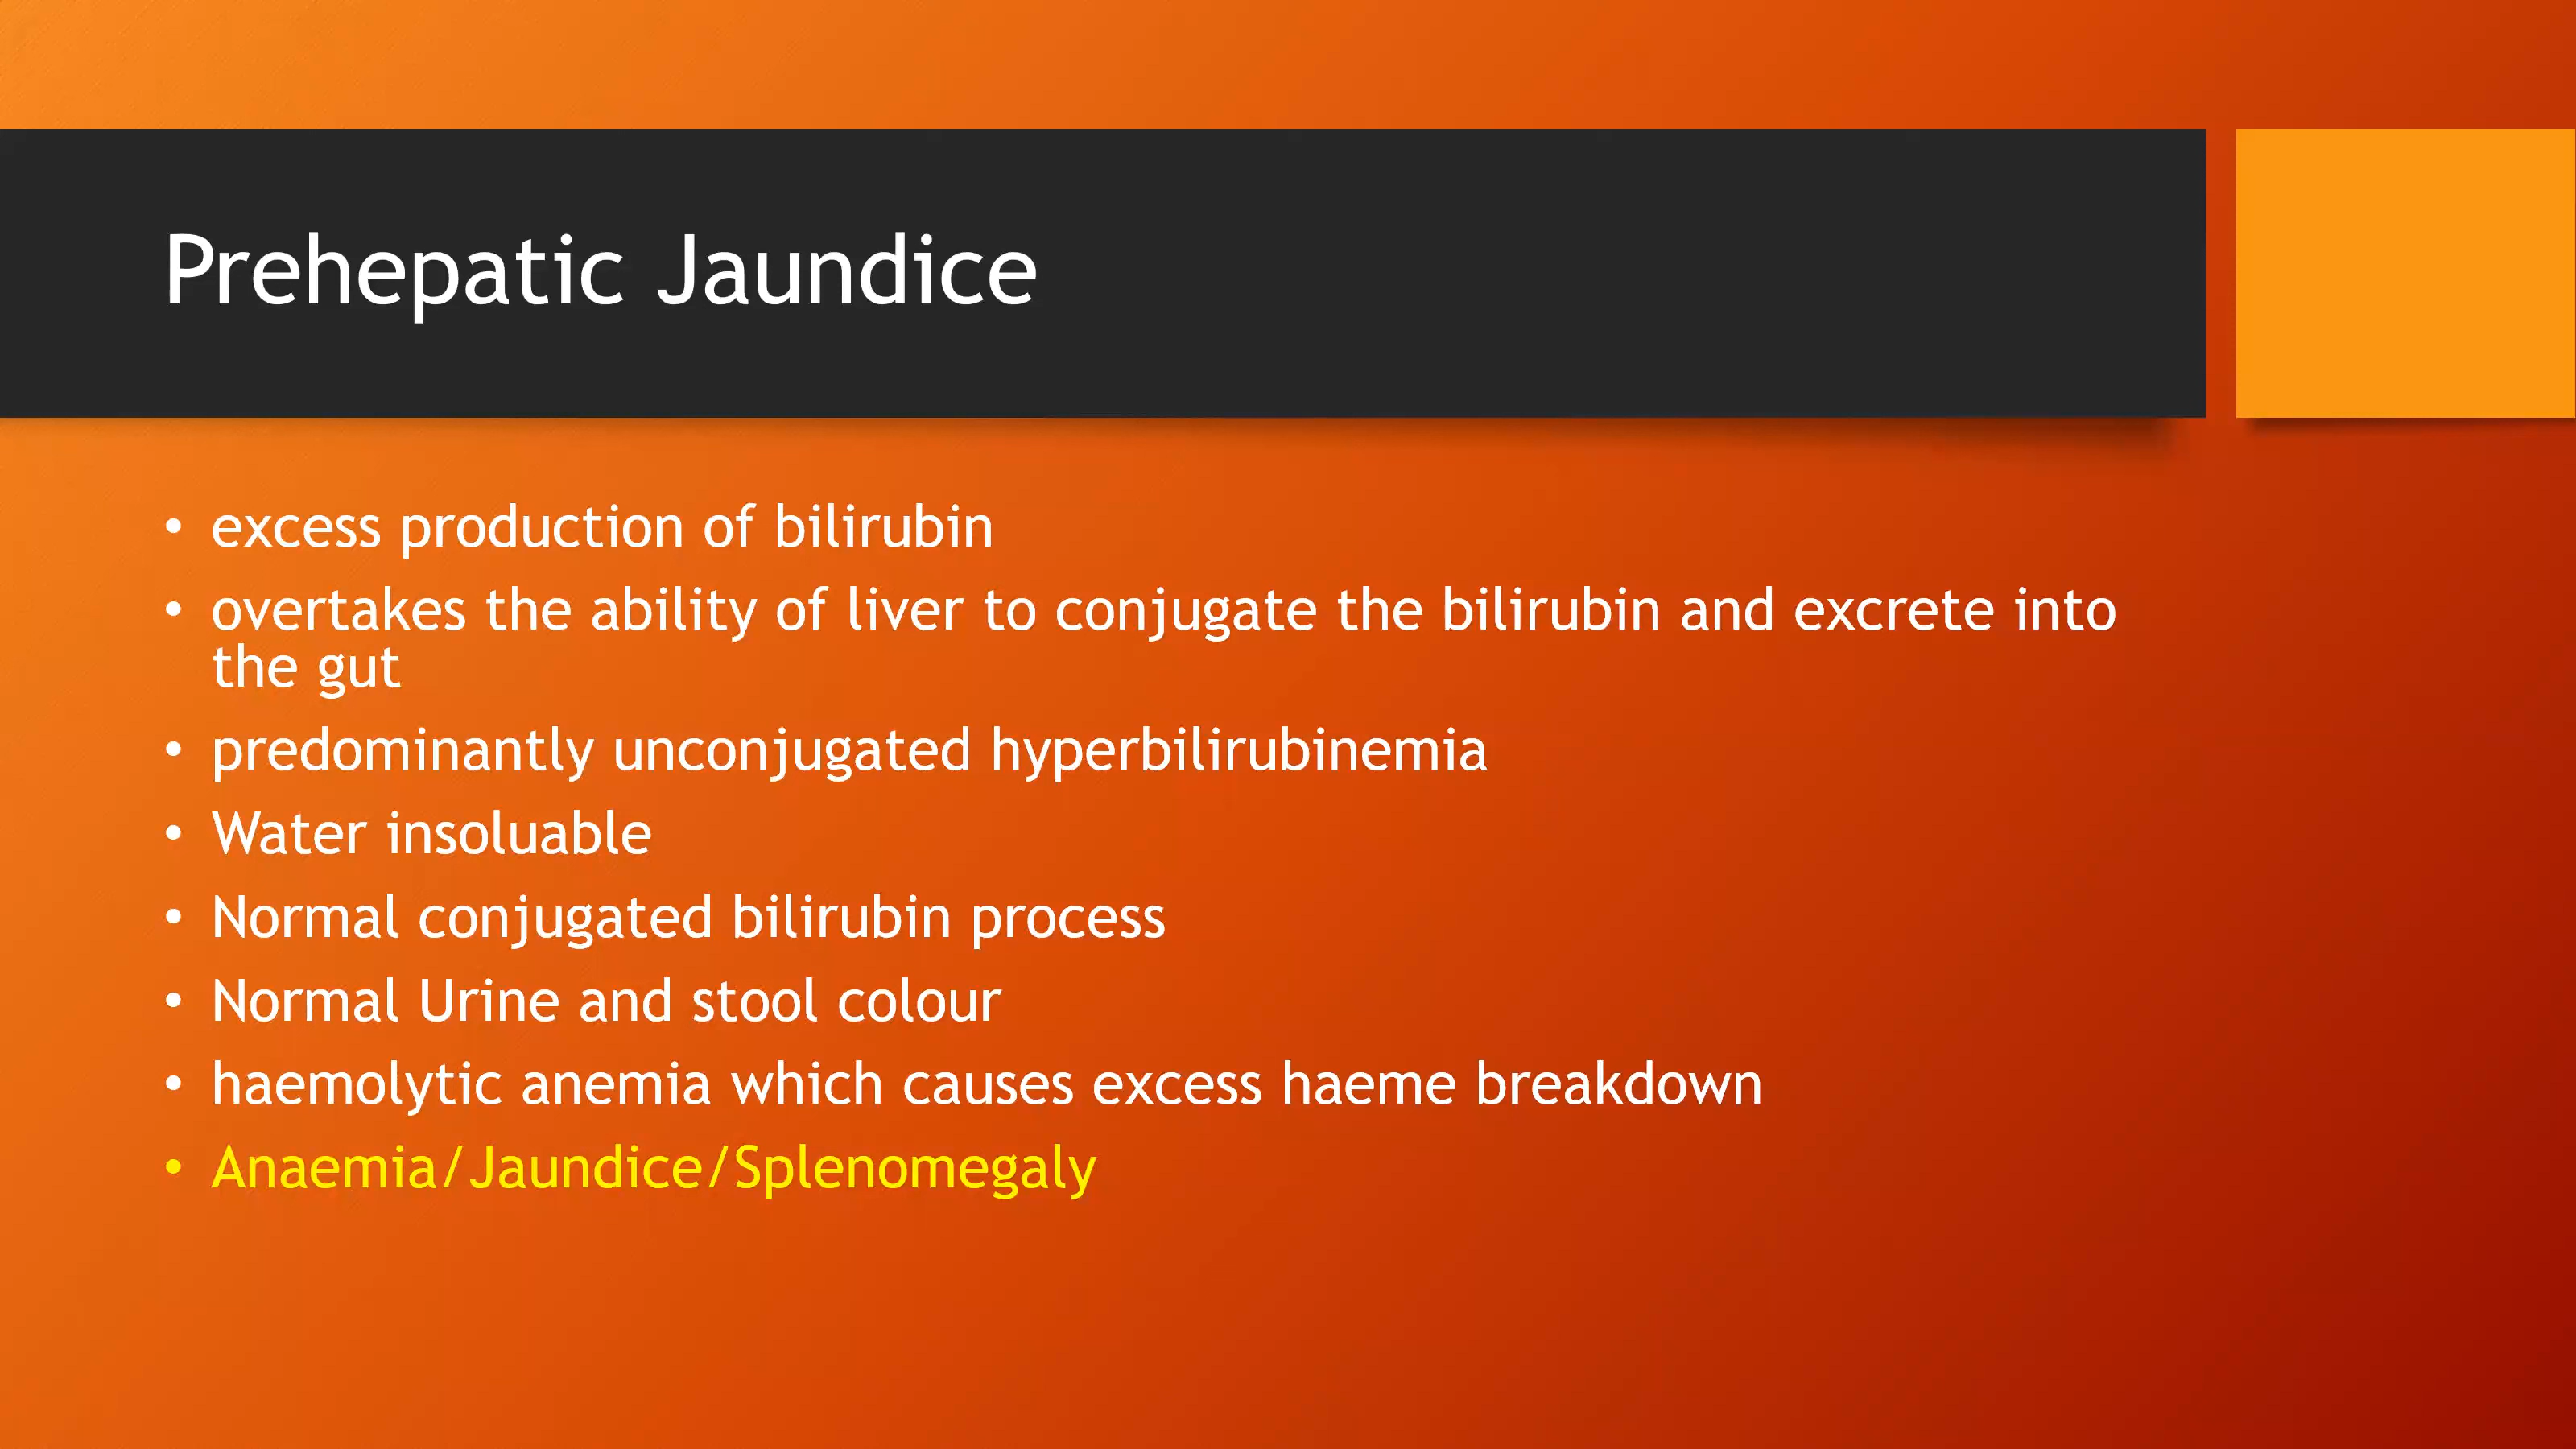 Prehepatic Jaundice
• excess production of bilirubin
• overtakes the ability of liver to conjugate the bilirubin and excrete into
the gut
• predominantly unconjugated hyperbilirubinemia
• Water insoluable
• Normal conjugated bilirubin process
• Normal Urine and stool colour
• haemolytic anemia which causes excess haeme breakdown
• Anaemia/Jaundice/Splenomegaly